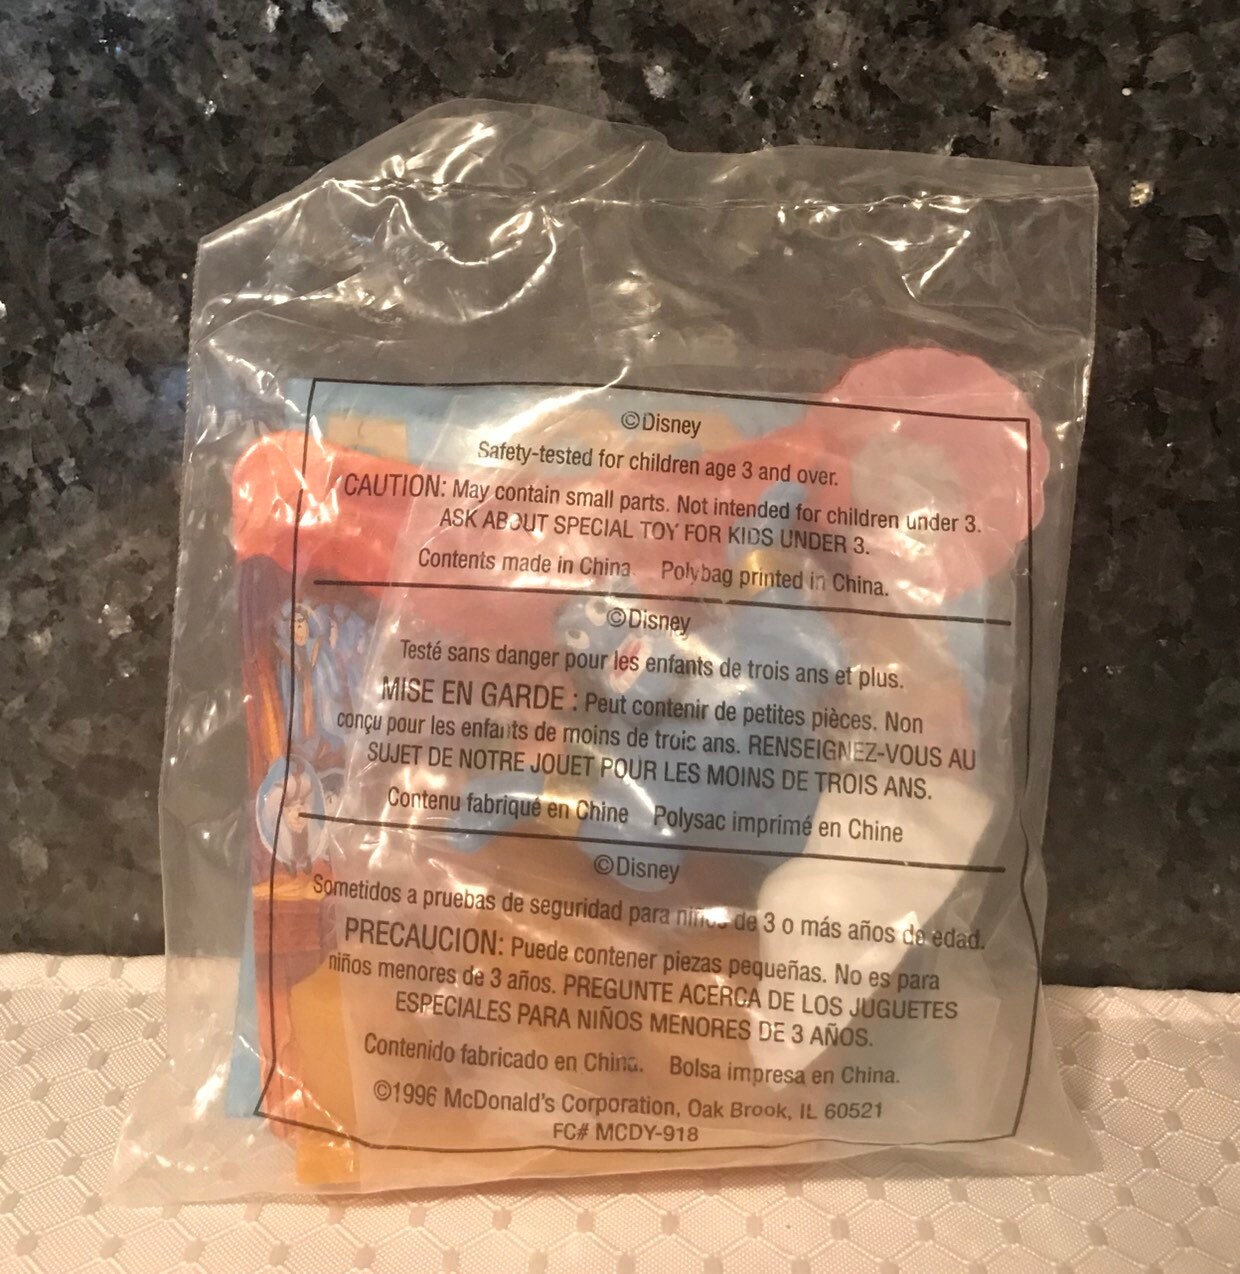 ©Disney
Safety-tested for children age 3 and over.
CAUTION: May contain small parts. Not intended for children under 3.
ASK ABOUT SPECIAL TOY FOR KIDS UNDER 3.
Contents made in China. Polybag printed in China.
©Disney
Testé sans danger pour les enfants de trois ans et plus.
MISE EN GARDE : Peut contenir de petites pièces. Non
conçu pour les enfants de moins de trois ans. RENSEIGNEZ-VOUS AU
SUJET DE NOTRE JOUET POUR LES MOINS DE TROIS ANS.
Contenu fabriqué en Chine Polysac imprimé en Chine
©Disney
Sometidos a pruebas de seguridad para niños de 3 o más años de edad.
PRECAUCION: Puede contener piezas pequeñas. No es para
niños menores de 3 años. PREGUNTE ACERCA DE LOS JUGUETES
ESPECIALES PARA NIÑOS MENORES DE 3 AÑOS.
Contenido fabricado en China. Bolsa impresa en China.
©1996 McDonald's Corporation, Oak Brook, IL 60521
FC# MCDY-918